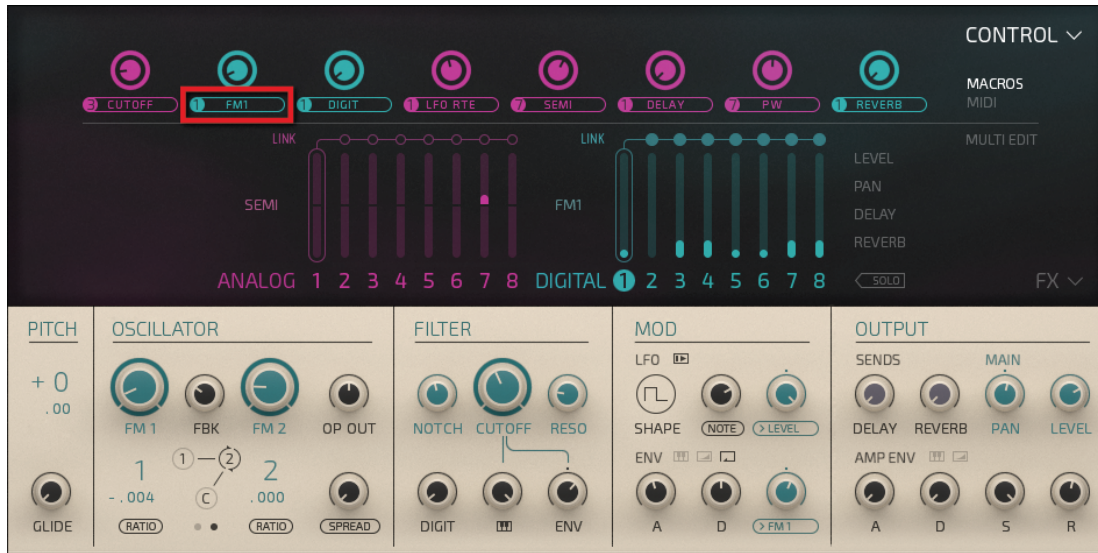 CONTROL
3 CUTOFF 1 FM1 1 DIGIT 1 LFO RTE 7 SEMI 1 DELAY 7 PW 1 REVERB
MACROS
MIDI
LINK LINK MULTI EDIT
LEVEL
PAN
SEMI FM1
DELAY
REVERB
ANALOG 1 2 3 4 5 6 7 8 DIGITAL 1 2 3 4 5 6 7 8 SOLO FX
PITCH OSCILLATOR FILTER MOD OUTPUT
LFO SENDS MAIN
+ 0
.00
FM 1 FBK FM 2 OP OUT NOTCH CUTOFF RESO SHAPE NOTE > LEVEL DELAY REVERB PAN LEVEL
ENV AMP ENV
1 1 2 2
-.004 C .000
GLIDE RATIO RATIO SPREAD DIGIT ENV A D > FM 1 A D S R